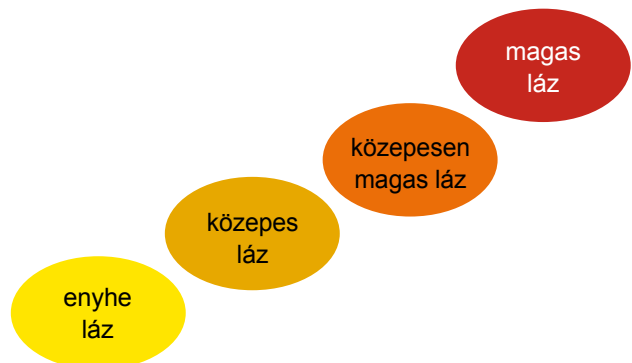 magas
láz
közepesen
magas láz
közepes
láz
enyhe
láz